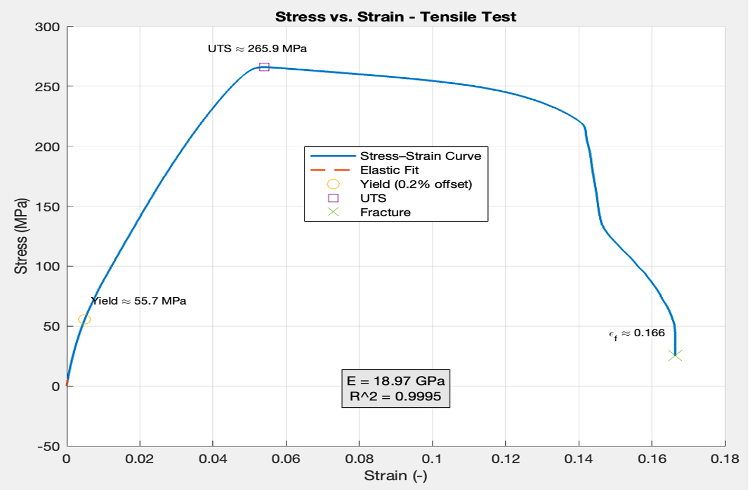 Stress vs. Strain - Tensile Test
300
250
200
150
100
50
0
-50
Stress (MPa)
UTS ≈ 265.9 MPa
Stress–Strain Curve
Elastic Fit
Yield (0.2% offset)
UTS
Fracture
Yield ≈ 55.7 MPa
ϵf ≈ 0.166
E = 18.97 GPa
R^2 = 0.9995
0 0.02 0.04 0.06 0.08 0.1 0.12 0.14 0.16 0.18
Strain (-)